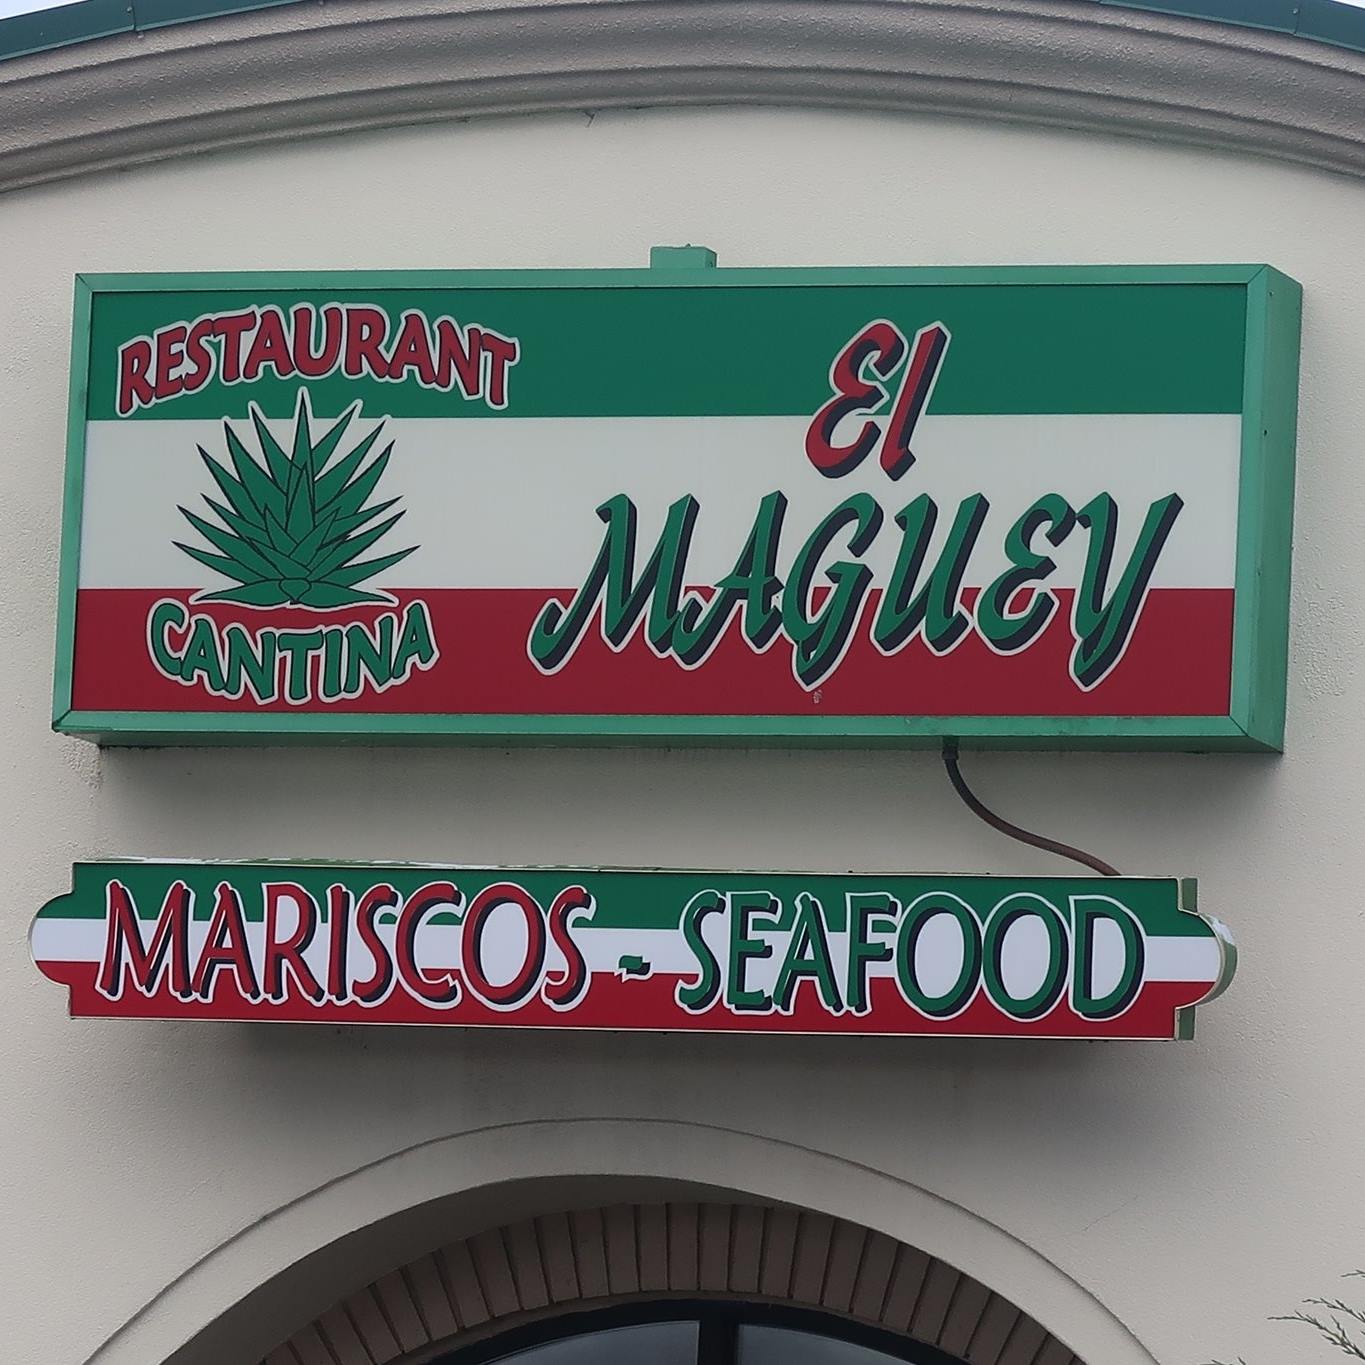 RESTAURANT
CANTINA
El
MAGUEY
MARISCOS ~ SEAFOOD